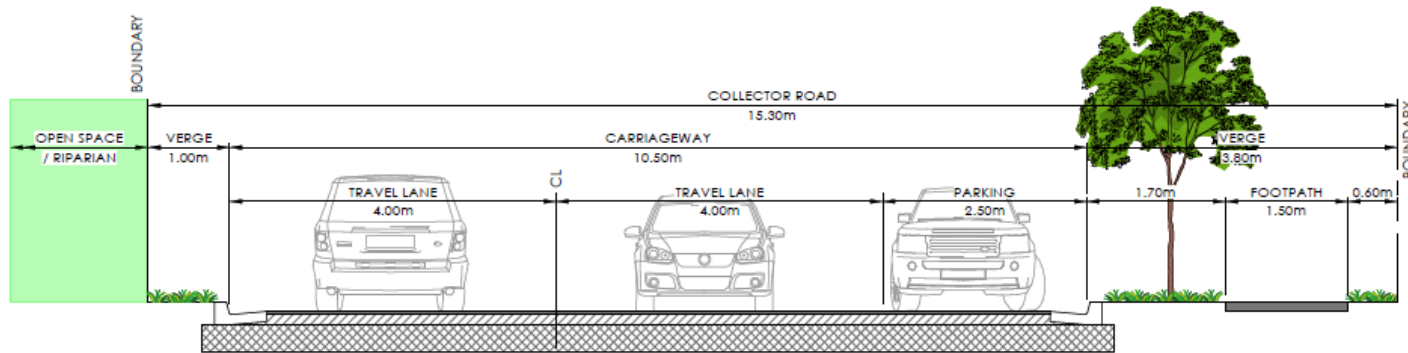 BOUNDARY
COLLECTOR ROAD
15.30m
OPEN SPACE
/ RIPARIAN
VERGE
1.00m
CARRIAGEWAY
10.50m
VERGE
3.80m
BOUNDARY
CL
TRAVEL LANE
4.00m
TRAVEL LANE
4.00m
PARKING
2.50m
1.70m
FOOTPATH
1.50m
0.60m